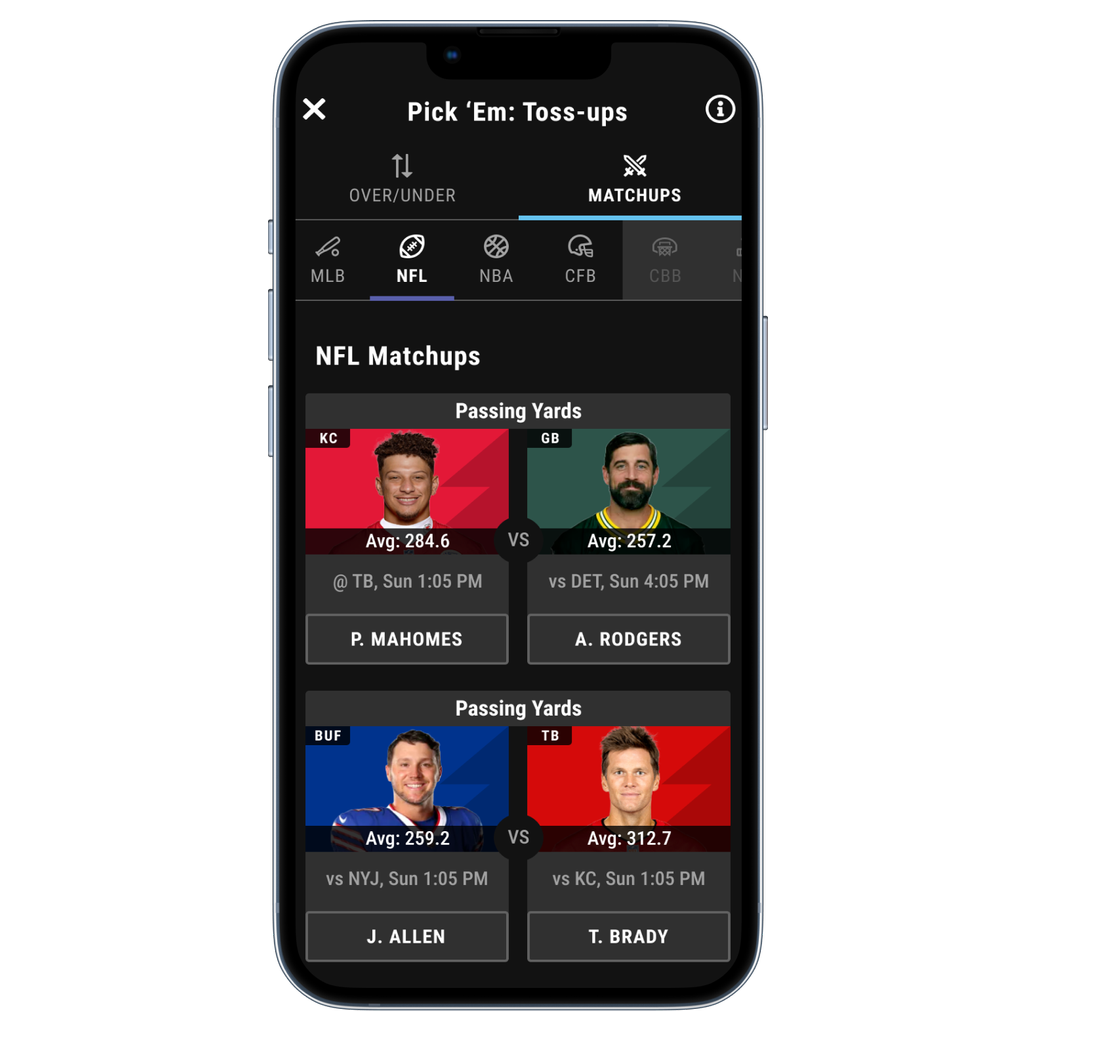 Pick ‘Em: Toss-ups
OVER/UNDER
MATCHUPS
MLB
NFL
NBA
CFB
CBB
NFL Matchups
Passing Yards
KC
GB
Avg: 284.6
VS
Avg: 257.2
@ TB, Sun 1:05 PM
vs DET, Sun 4:05 PM
P. MAHOMES
A. RODGERS
Passing Yards
BUF
TB
Avg: 259.2
VS
Avg: 312.7
vs NYJ, Sun 1:05 PM
vs KC, Sun 1:05 PM
J. ALLEN
T. BRADY